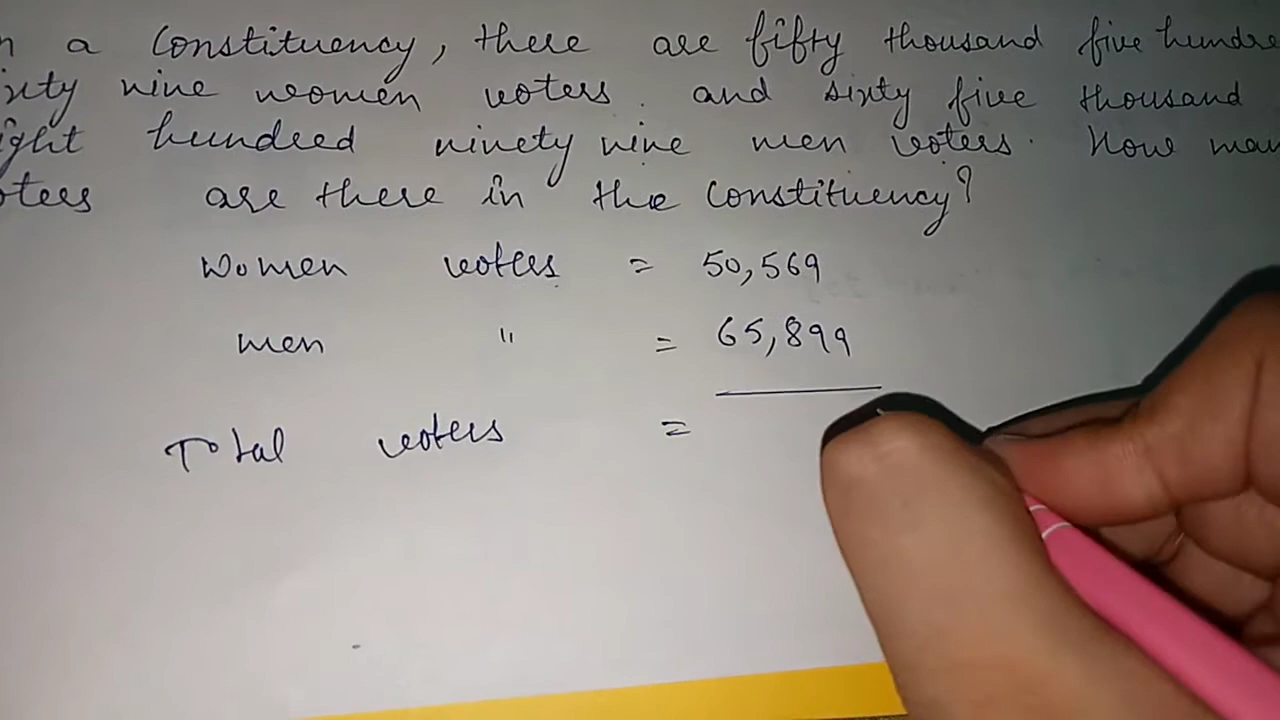 n a constituency, there are fifty thousand five hundre
xty nine women voters and sixty five thousand
ight hundred ninety nine men voters. How man
oters are there in the constituency?
Women voters = 50,569
men " = 65,899
Total voters =